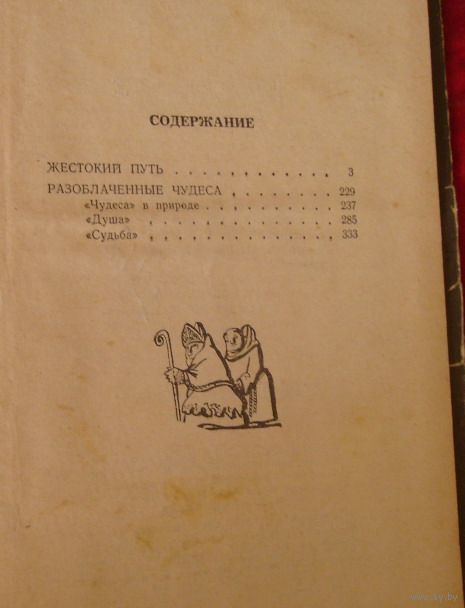 СОДЕРЖАНИЕ
ЖЕСТОКИЙ ПУТЬ . . . . . . . . . . . . 3
РАЗОБЛАЧЕННЫЕ ЧУДЕСА . . . . . . . . 229
«Чудеса» в природе . . . . . . . . . . 237
«Душа» . . . . . . . . . . . . . . 285
«Судьба» . . . . . . . . . . . . . 333